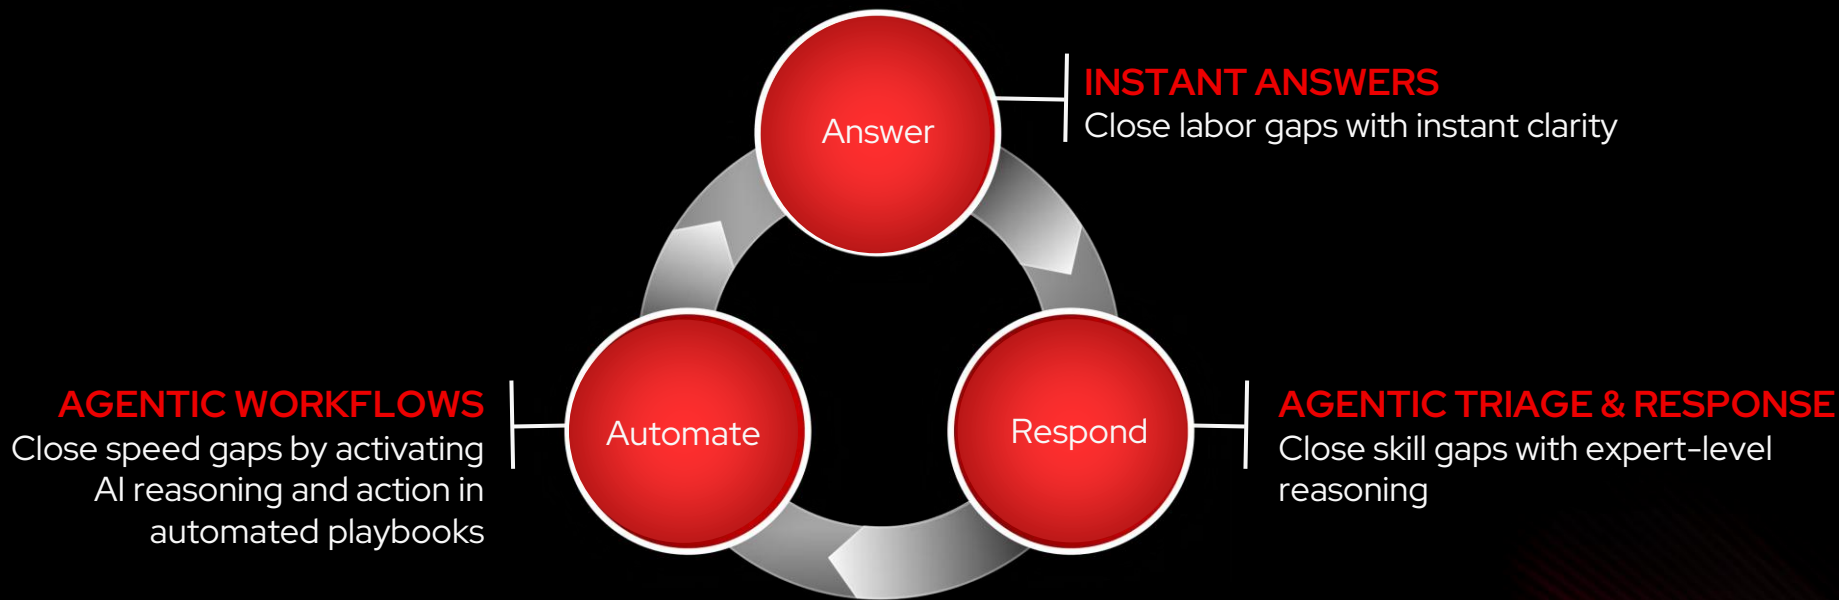 Answer
INSTANT ANSWERS
Close labor gaps with instant clarity
AGENTIC WORKFLOWS
Close speed gaps by activating
AI reasoning and action in
automated playbooks
Automate
Respond
AGENTIC TRIAGE & RESPONSE
Close skill gaps with expert-level
reasoning